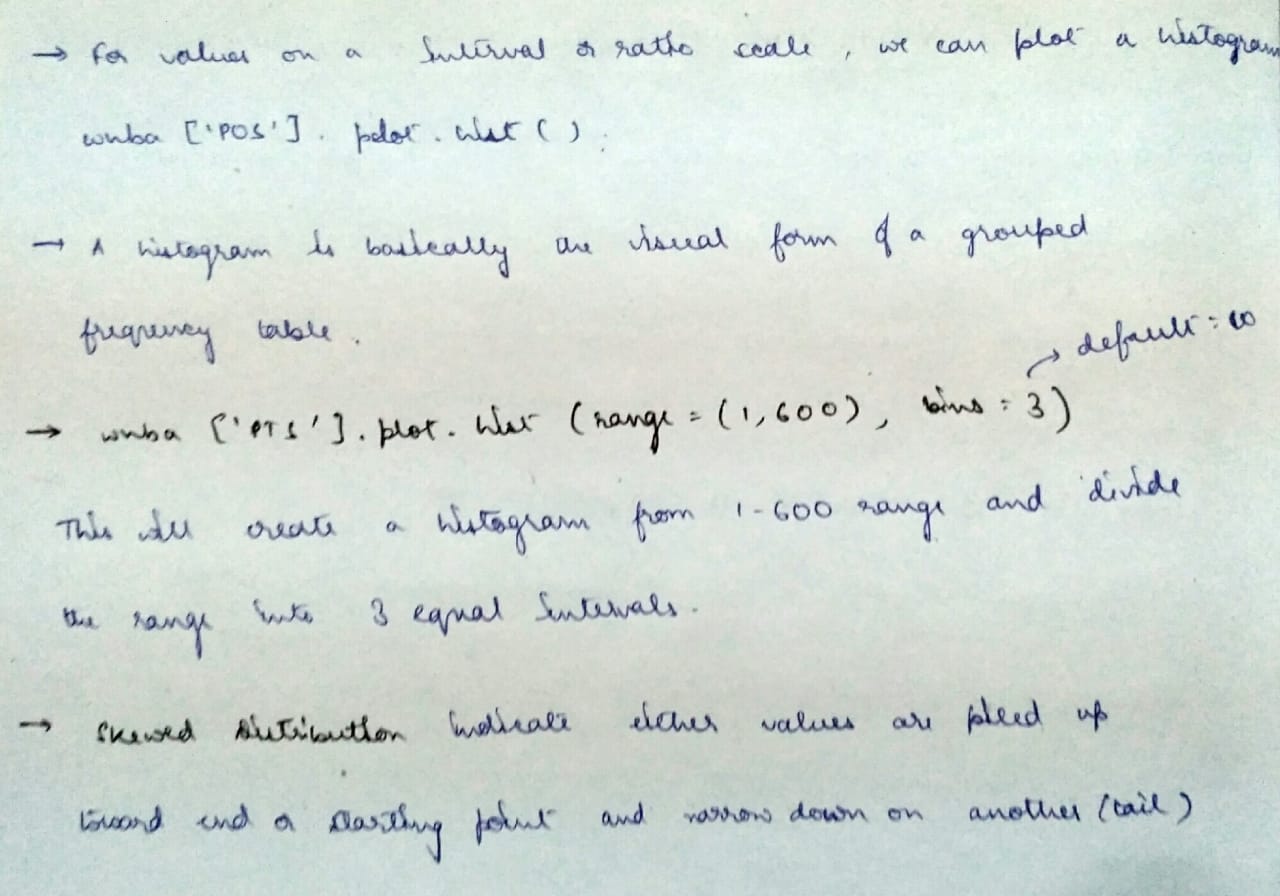 → For values on a Interval or ratio scale, we can plot a histogram
wnba ['POS']. plot. hist ( ).
→ A histogram is basically the visual form of a grouped
frequency table.
→ default = 10
→ wnba ['PTS']. plot. hist (range = (1,600), bins = 3)
This will create a histogram from 1-600 range and divide
the range into 3 equal Intervals.
→ Skewed Distribution indicate either values are piled up
toward end or starting point and narrow down on another (tail)